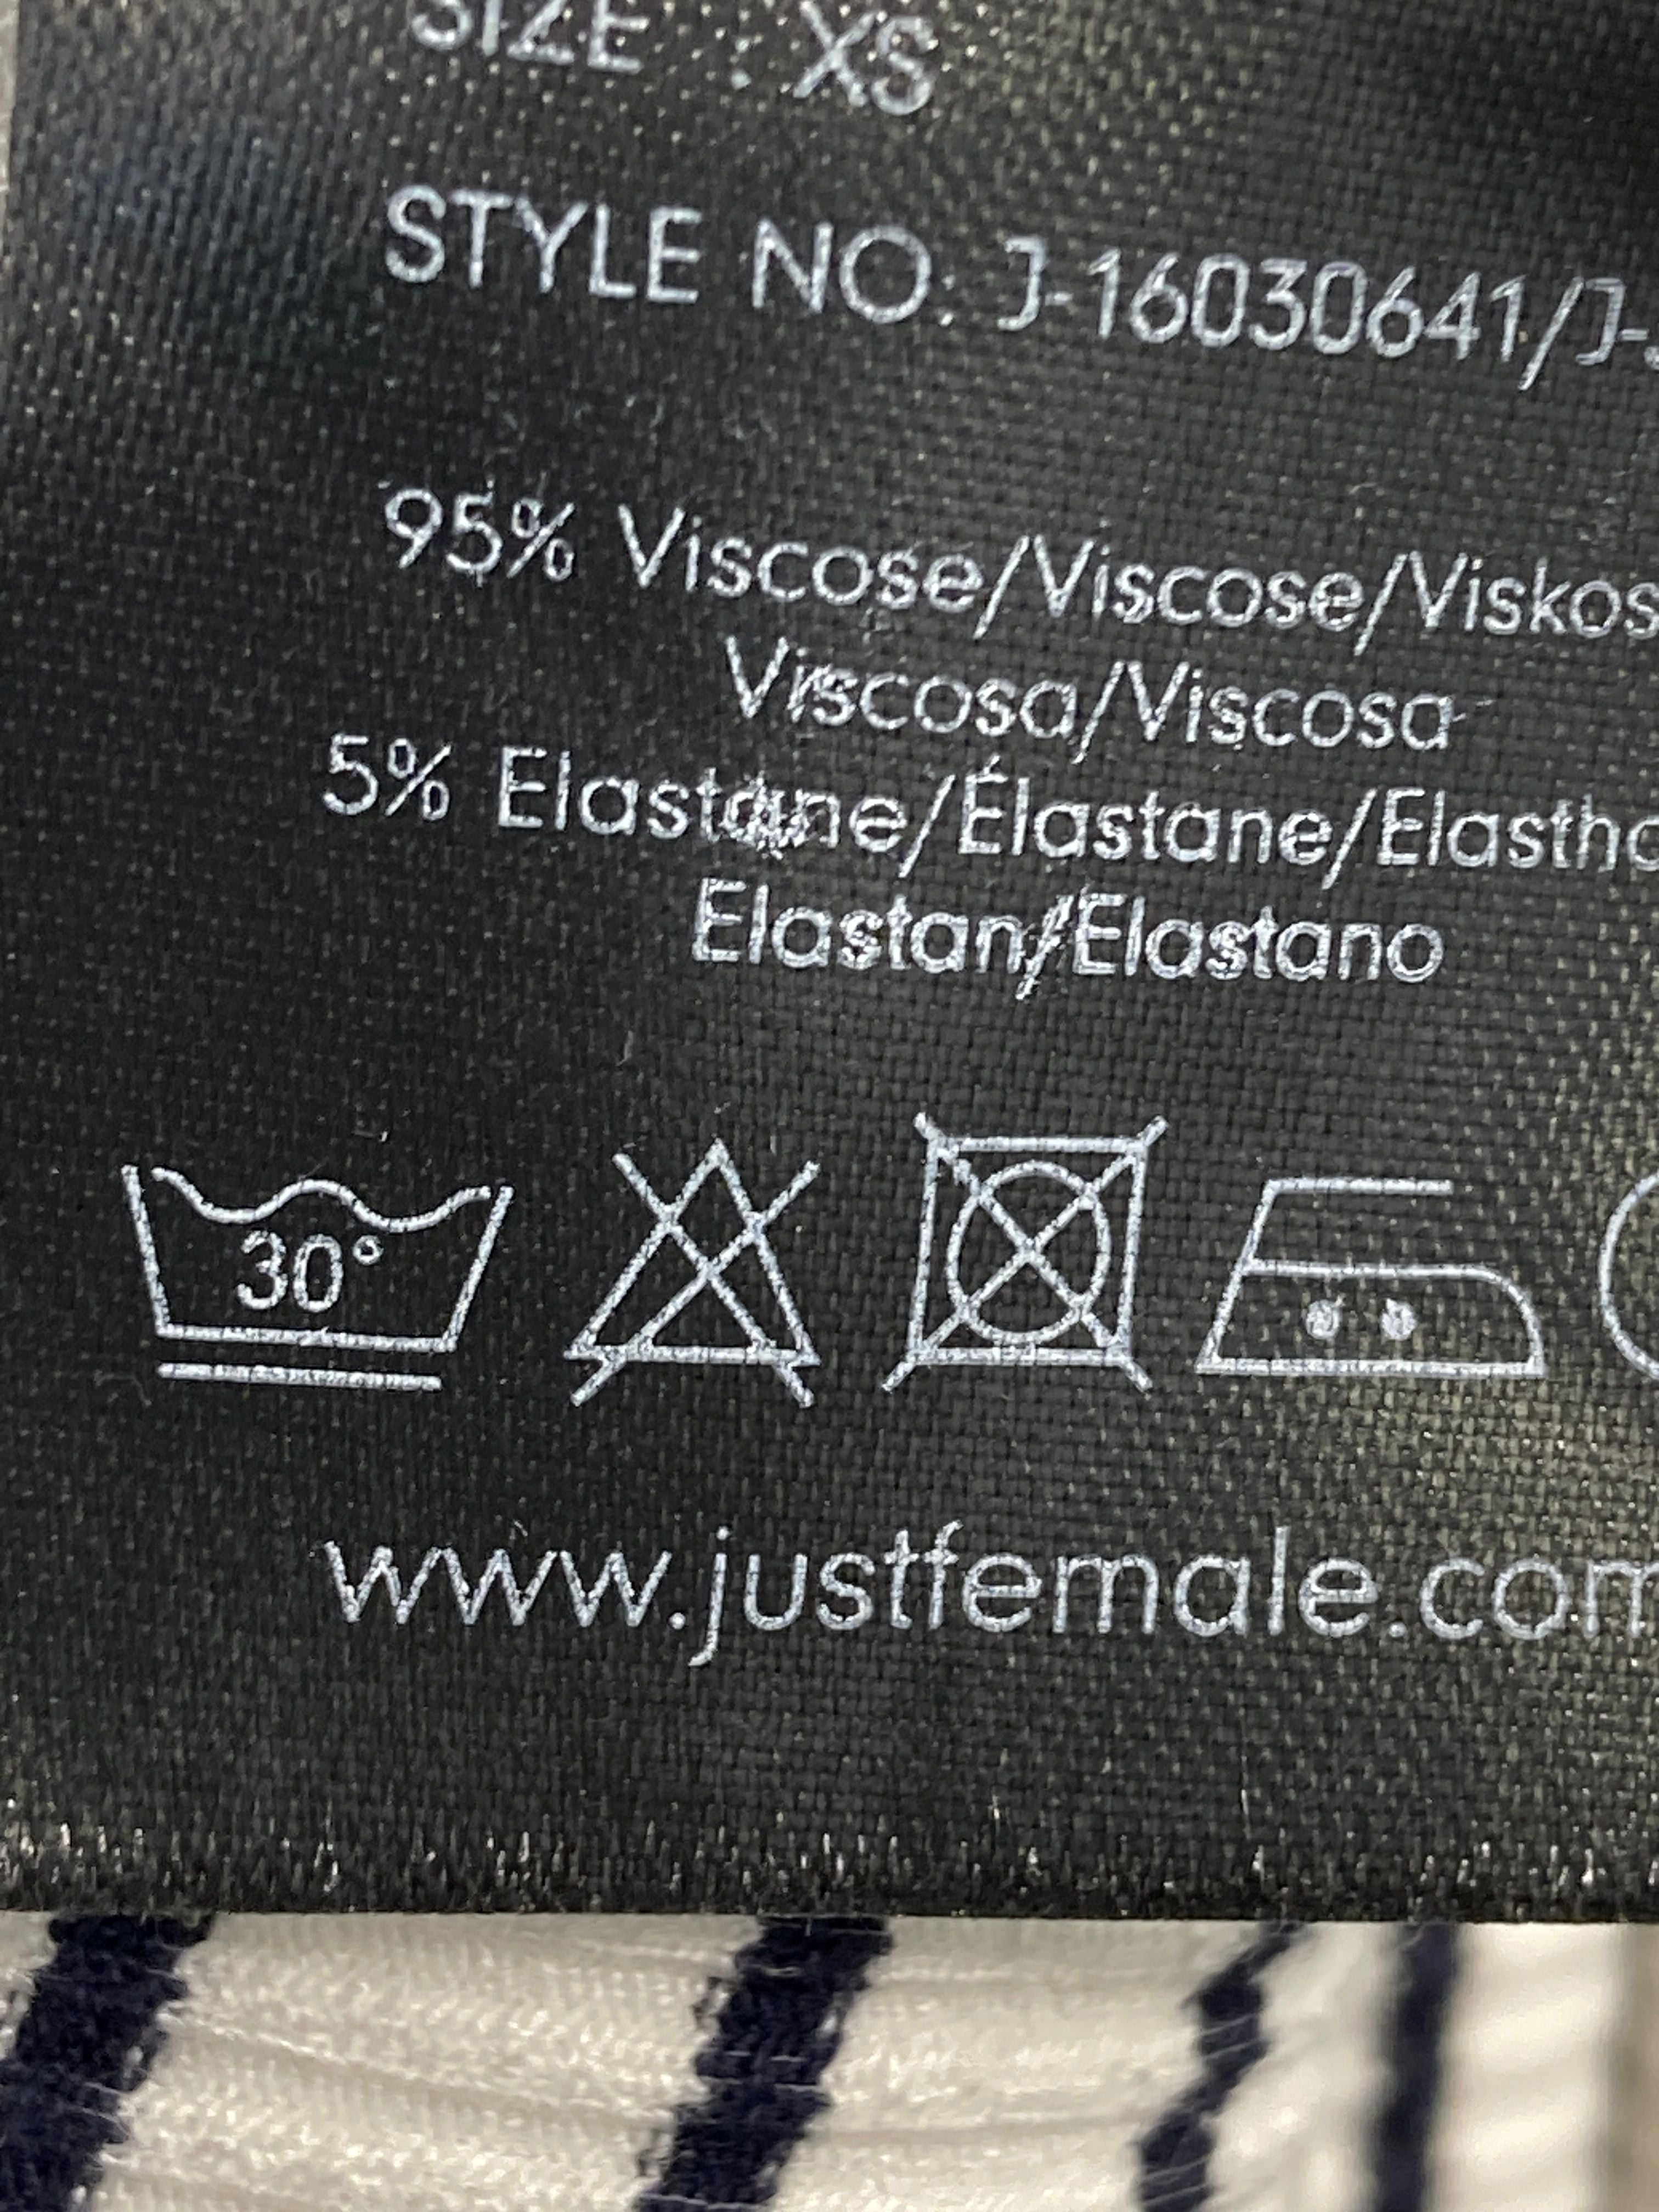 SIZE : XS
STYLE NO: J-16030641/J-
95% Viscose/Viscose/Viskos
Viscosa/Viscosa
5% Elastane/Élastane/Elastha
Elastan/Elastano
30°
www.justfemale.com